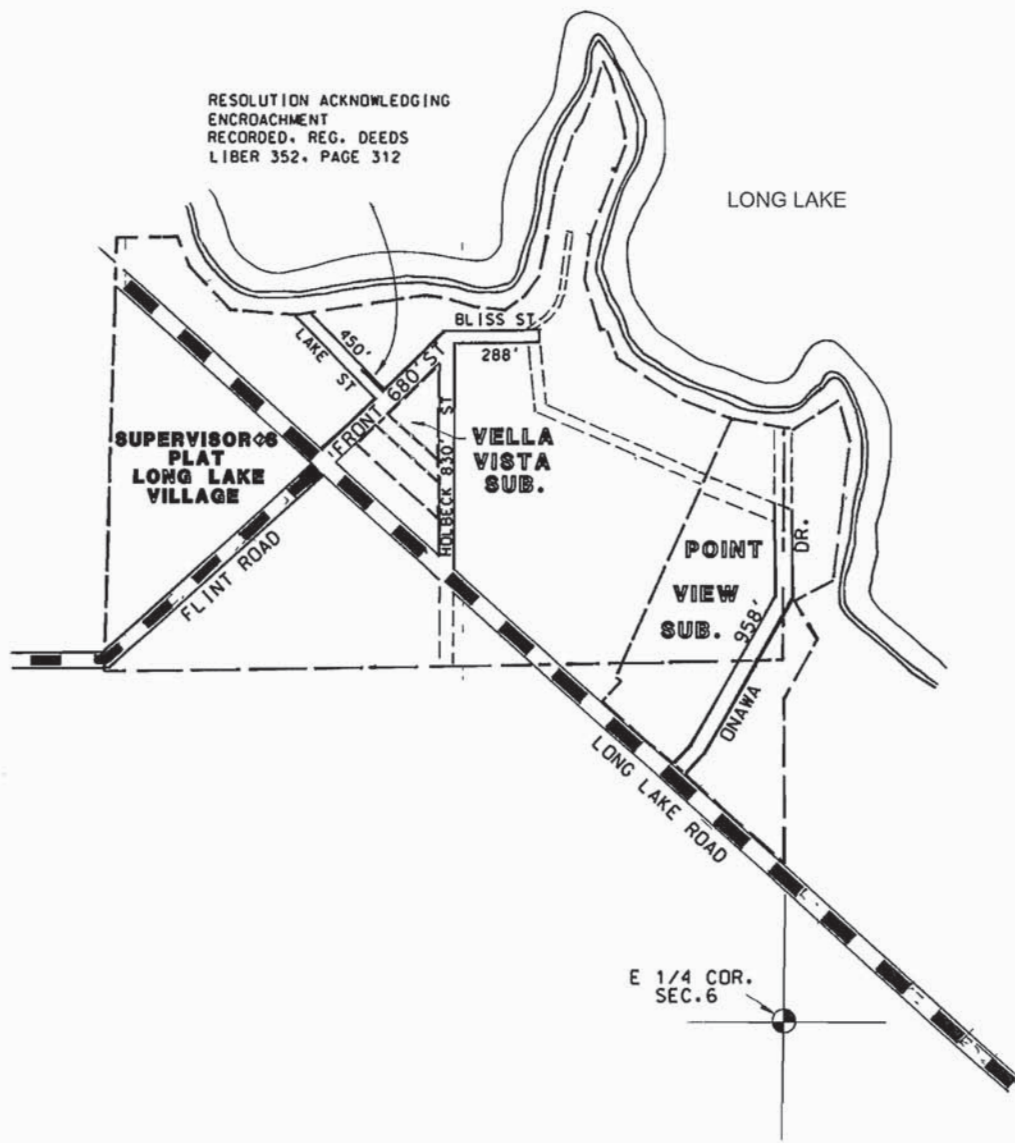 RESOLUTION ACKNOWLEDGING
ENCROACHMENT
RECORDED. REG. DEEDS
LIBER 352. PAGE 312
LONG LAKE
BLISS ST
288'
450'
LAKE ST
FRONT 680' ST
HOLBECK 830' ST
VELLA
VISTA
SUB.
SUPERVISOR◇S
PLAT
LONG LAKE
VILLAGE
FLINT ROAD
POINT
VIEW
SUB.
958'
DR.
ONAWA
LONG LAKE ROAD
E 1/4 COR.
SEC.6